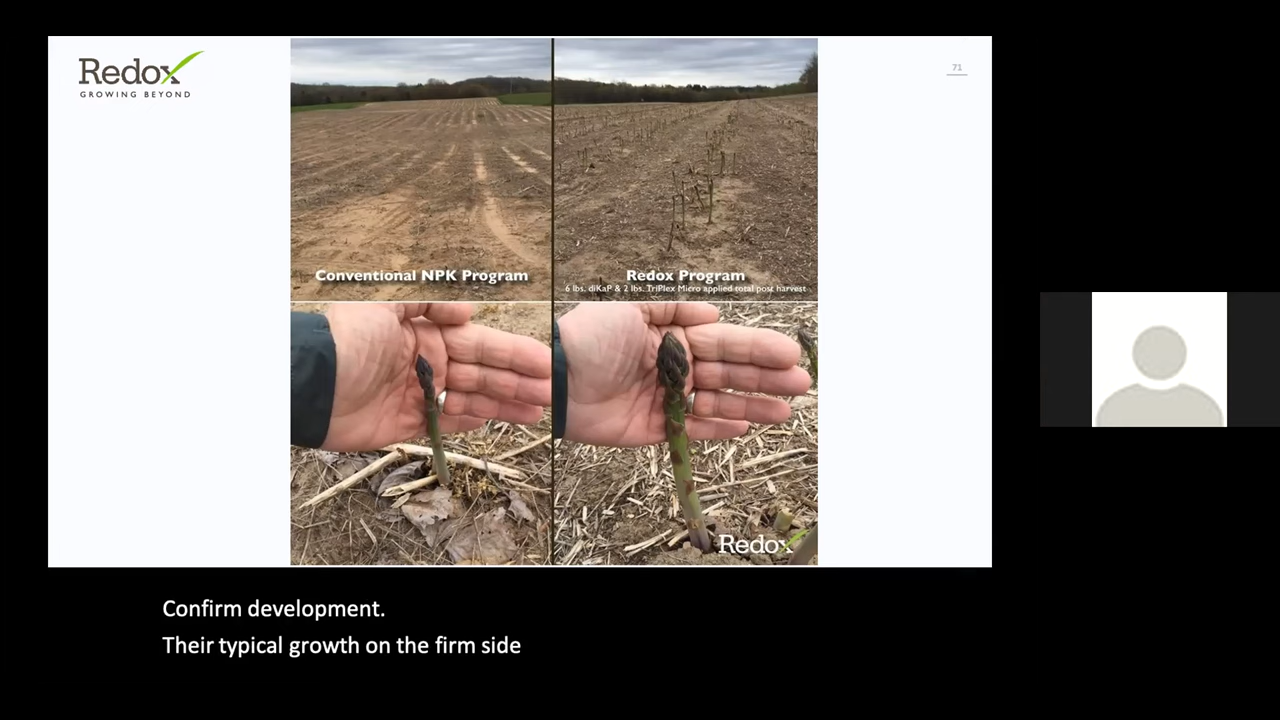 Redox
GROWING BEYOND
71
Conventional NPK Program
Redox Program
6 lbs. diKaP & 2 lbs. TriPlex Micro applied total post harvest
Redox
Confirm development.
Their typical growth on the firm side